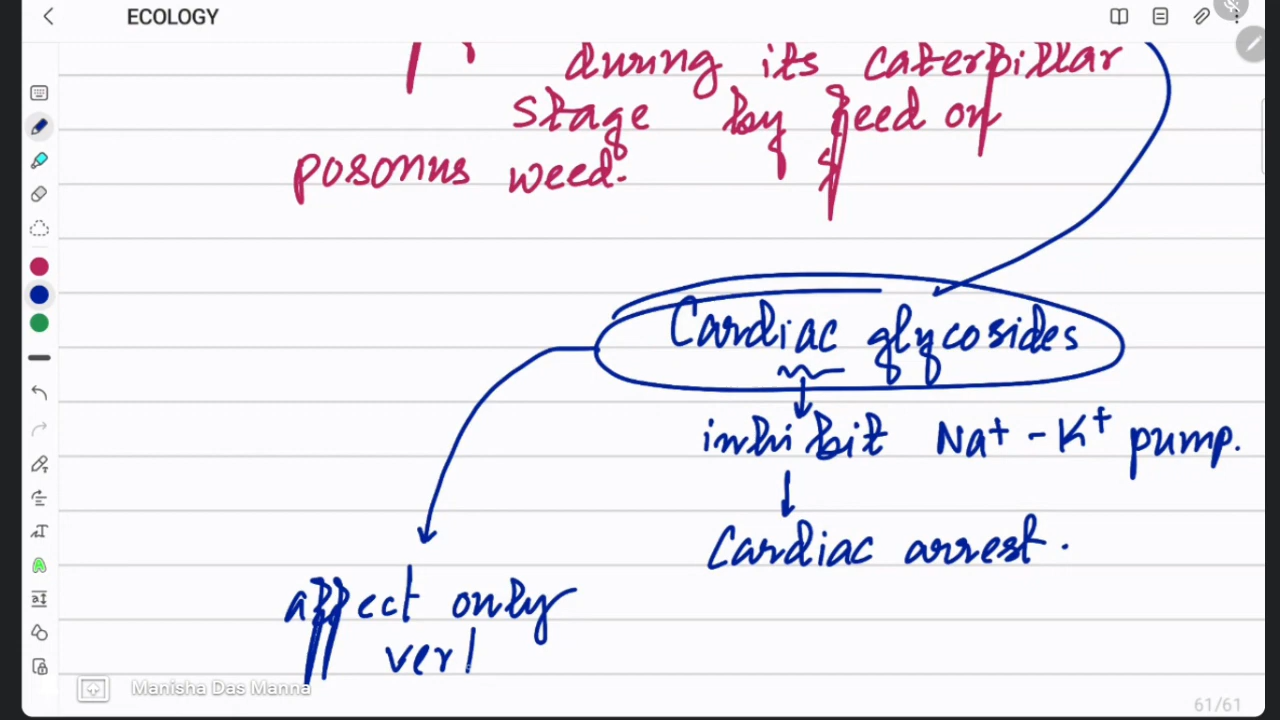 ECOLOGY
during its caterpillar
stage by feed on
posonus weed.
Cardiac glycosides
inhibit Na+ - K+ pump.
Cardiac arrest.
affect only
ver
Manisha Das Manna
61/61